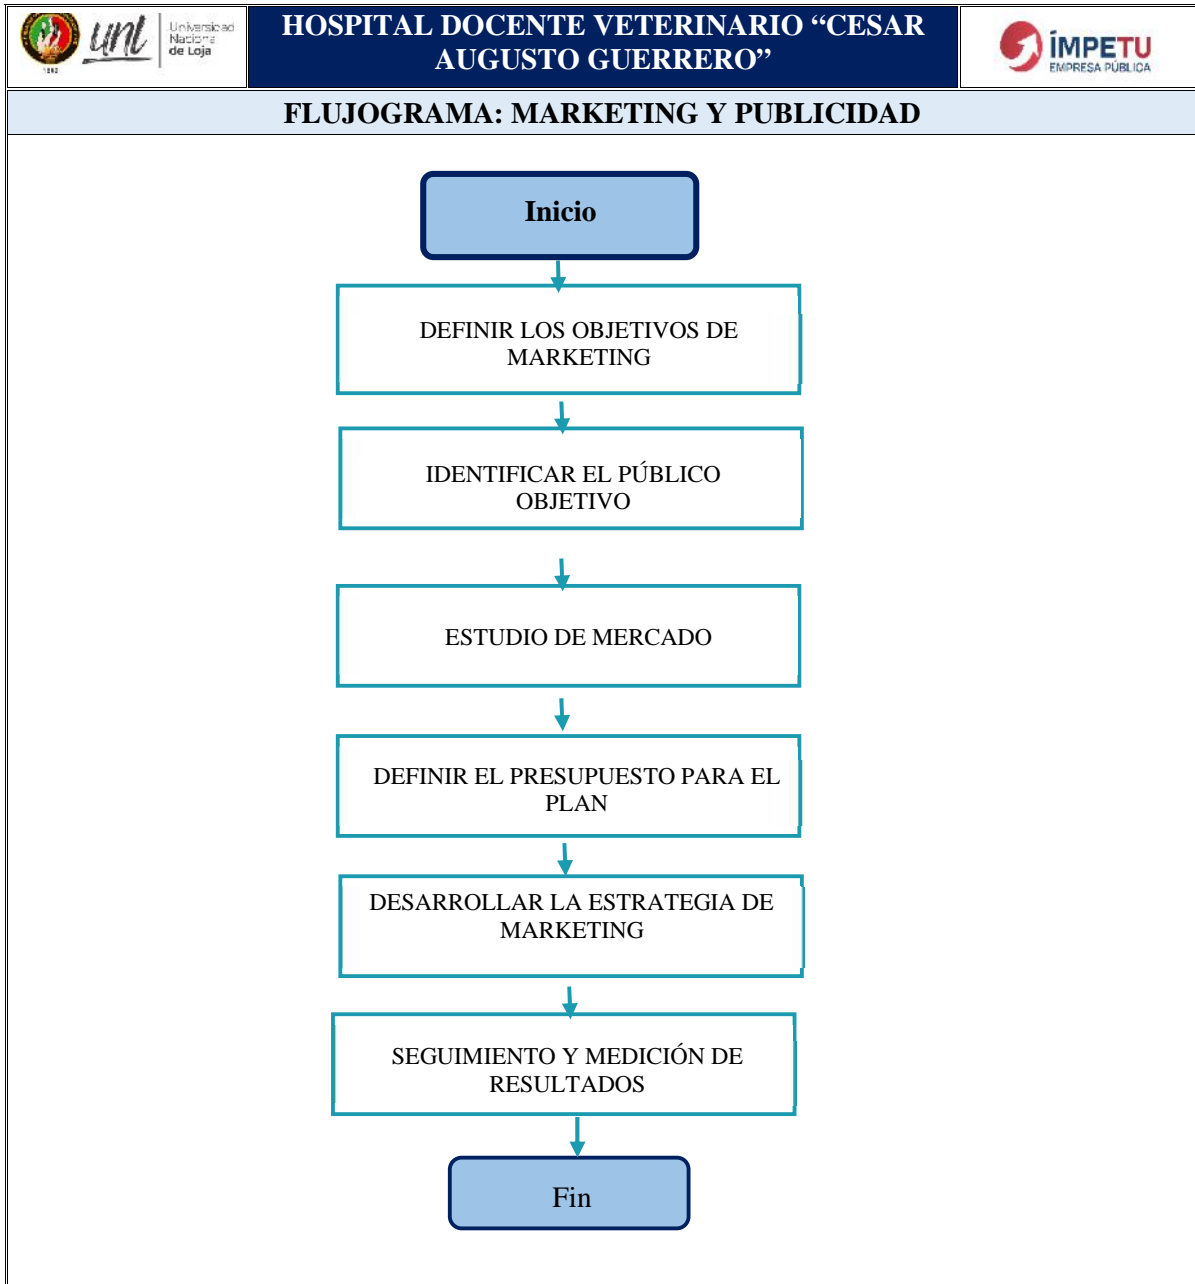 unl
Universidad
Nacional
de Loja
1859
HOSPITAL DOCENTE VETERINARIO “CESAR
AUGUSTO GUERRERO”
ÍMPETU
EMPRESA PÚBLICA
FLUJOGRAMA: MARKETING Y PUBLICIDAD
Inicio
DEFINIR LOS OBJETIVOS DE
MARKETING
IDENTIFICAR EL PÚBLICO
OBJETIVO
ESTUDIO DE MERCADO
DEFINIR EL PRESUPUESTO PARA EL
PLAN
DESARROLLAR LA ESTRATEGIA DE
MARKETING
SEGUIMIENTO Y MEDICIÓN DE
RESULTADOS
Fin